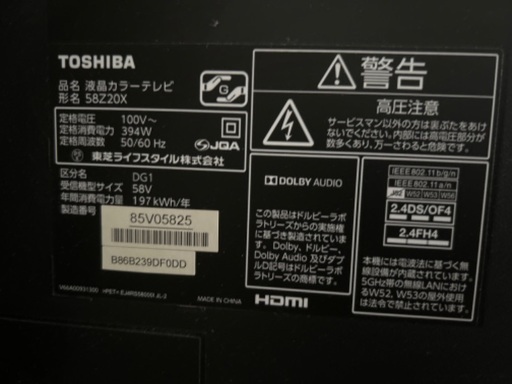 TOSHIBA
品名 液晶カラーテレビ
形名 58Z20X
G
定格電圧 100V~
定格消費電力 394W
定格周波数 50/60 Hz
JQA
東芝ライフスタイル株式会社
区分名 DG1
受信機型サイズ 58V
年間消費電力量 197 kWh/年
製造番号
85V05825
B86B239DF0DD
MADE IN CHINA
警告
高圧注意
サービスマン以外の方は裏ぶたをあけ
ないでください。内部には高電圧部分が
数多くあり、万一さわると危険です。
DOLBY AUDIO
この製品はドルビーラボ
ラトリーズからの実施権
に基づき製造されてい
る。Dolby、ドルビー、
Dolby Audio 及びダブ
ルD記号はドルビーラボ
ラトリーズの商標です。
HDMI
IEEE 802.11 b/g/n
IEEE 802.11 a/n
W52 W53 W56
2.4DS/OF4
2.4FH4
本機には、電波法に基づく無
線設備が内蔵されています。
5GHz帯の無線LANにおけ
るW52、W53の屋外使用
は法令で禁止されています。